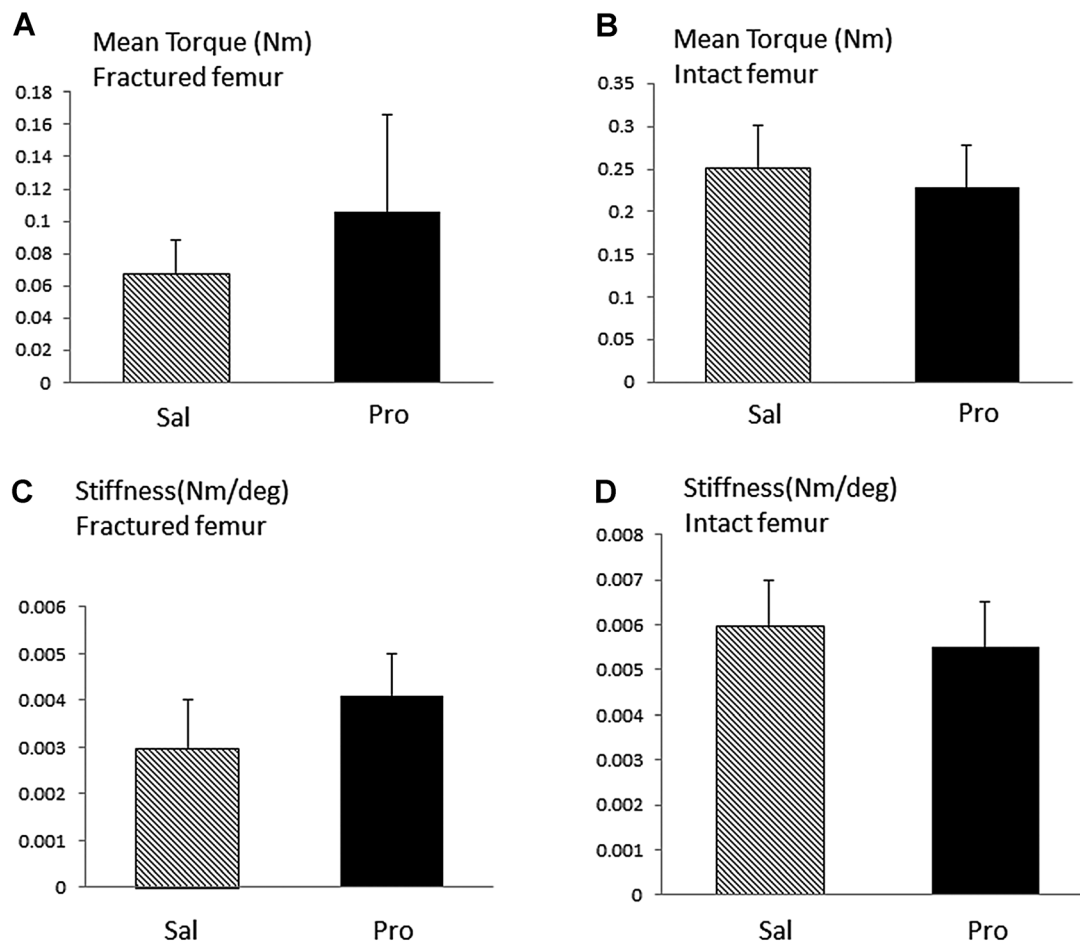 A
Mean Torque (Nm)
Fractured femur
0.18
0.16
0.14
0.12
0.1
0.08
0.06
0.04
0.02
0
Sal Pro
B
Mean Torque (Nm)
Intact femur
0.35
0.3
0.25
0.2
0.15
0.1
0.05
0
Sal Pro
C
Stiffness(Nm/deg)
Fractured femur
0.006
0.005
0.004
0.003
0.002
0.001
0
Sal Pro
D
Stiffness(Nm/deg)
Intact femur
0.008
0.007
0.006
0.005
0.004
0.003
0.002
0.001
0
Sal Pro